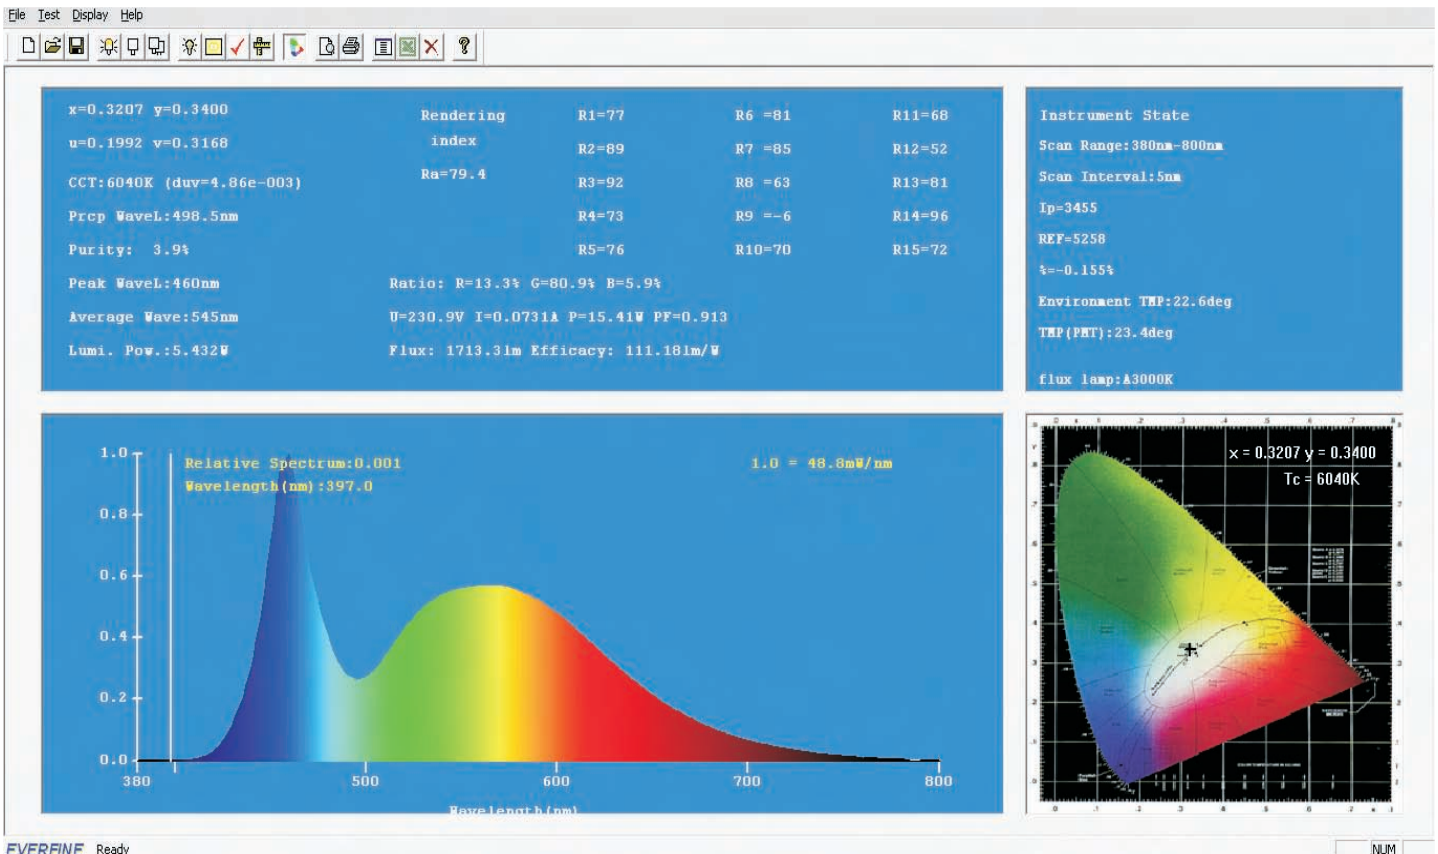 File Test Display Help
x=0.3207 y=0.3400
u=0.1992 v=0.3168
CCT:6040K (duv=4.86e-003)
Prcp WaveL:498.5nm
Purity: 3.9%
Peak WaveL:460nm
Average Wave:545nm
Lumi. Pow.:5.432W
Rendering
index
Ra=79.4
R1=77 R6 =81 R11=68
R2=89 R7 =85 R12=52
R3=92 R8 =63 R13=81
R4=73 R9 =-6 R14=96
R5=76 R10=70 R15=72
Ratio: R=13.3% G=80.9% B=5.9%
U=230.9V I=0.0731A P=15.41W PF=0.913
Flux: 1713.3lm Efficacy: 111.18lm/W
Instrument State
Scan Range:380nm-800nm
Scan Interval:5nm
Ip=3455
REF=5258
%=-0.155%
Environment TMP:22.6deg
TMP(PMT):23.4deg
flux lamp:A3000K
Relative Spectrum:0.001
Wavelength(nm):397.0
1.0 = 48.8mW/nm
1.0
0.8
0.6
0.4
0.2
0.0
380 500 600 700 800
Wavelength(nm)
x = 0.3207 y = 0.3400
Tc = 6040K
EVERFINE Ready
NUM